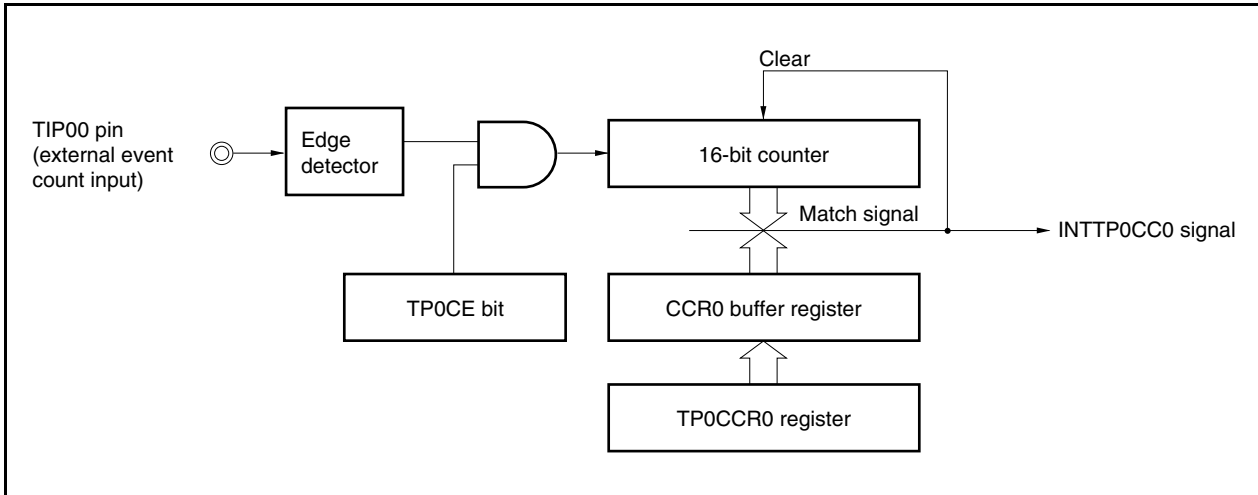 Clear
TIP00 pin
(external event
count input)
Edge
detector
16-bit counter
Match signal
INTTP0CC0 signal
TP0CE bit
CCR0 buffer register
TP0CCR0 register